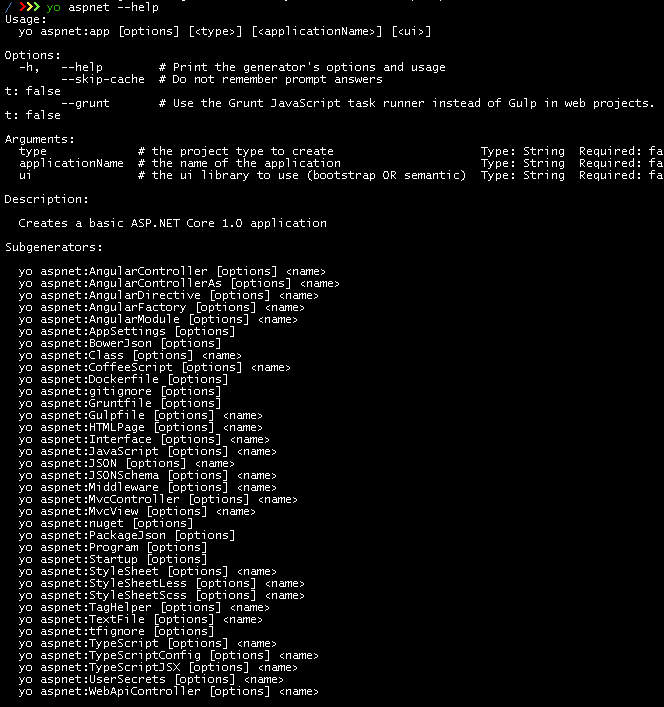 / >>> yo aspnet --help
Usage:
  yo aspnet:app [options] [<type>] [<applicationName>] [<ui>]

Options:
  -h,   --help        # Print the generator's options and usage
        --skip-cache  # Do not remember prompt answers
t: false
        --grunt       # Use the Grunt JavaScript task runner instead of Gulp in web projects.
t: false

Arguments:
  type             # the project type to create                      Type: String  Required: fa
  applicationName  # the name of the application                     Type: String  Required: fa
  ui               # the ui library to use (bootstrap OR semantic)  Type: String  Required: fa

Description:

  Creates a basic ASP.NET Core 1.0 application

Subgenerators:

  yo aspnet:AngularController [options] <name>
  yo aspnet:AngularControllerAs [options] <name>
  yo aspnet:AngularDirective [options] <name>
  yo aspnet:AngularFactory [options] <name>
  yo aspnet:AngularModule [options] <name>
  yo aspnet:AppSettings [options]
  yo aspnet:BowerJson [options]
  yo aspnet:Class [options] <name>
  yo aspnet:CoffeeScript [options] <name>
  yo aspnet:Dockerfile [options]
  yo aspnet:gitignore [options]
  yo aspnet:Gruntfile [options]
  yo aspnet:Gulpfile [options] <name>
  yo aspnet:HTMLPage [options] <name>
  yo aspnet:Interface [options] <name>
  yo aspnet:JavaScript [options] <name>
  yo aspnet:JSON [options] <name>
  yo aspnet:JSONSchema [options] <name>
  yo aspnet:Middleware [options] <name>
  yo aspnet:MvcController [options] <name>
  yo aspnet:MvcView [options] <name>
  yo aspnet:nuget [options]
  yo aspnet:PackageJson [options]
  yo aspnet:Program [options]
  yo aspnet:Startup [options]
  yo aspnet:StyleSheet [options] <name>
  yo aspnet:StyleSheetLess [options] <name>
  yo aspnet:StyleSheetScss [options] <name>
  yo aspnet:TagHelper [options] <name>
  yo aspnet:TextFile [options] <name>
  yo aspnet:tfignore [options]
  yo aspnet:TypeScript [options] <name>
  yo aspnet:TypeScriptConfig [options] <name>
  yo aspnet:TypeScriptJSX [options] <name>
  yo aspnet:UserSecrets [options] <name>
  yo aspnet:WebApiController [options] <name>